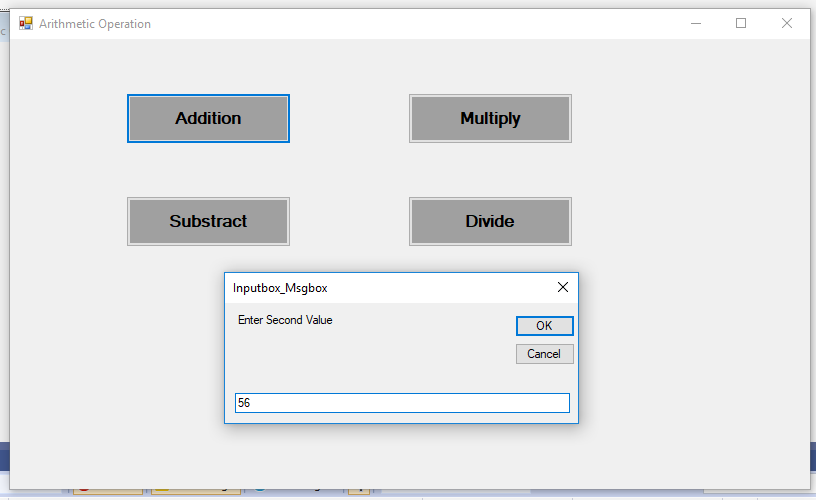 Arithmetic Operation
Addition
Multiply
Substract
Divide
Inputbox_Msgbox
Enter Second Value
OK
Cancel
56